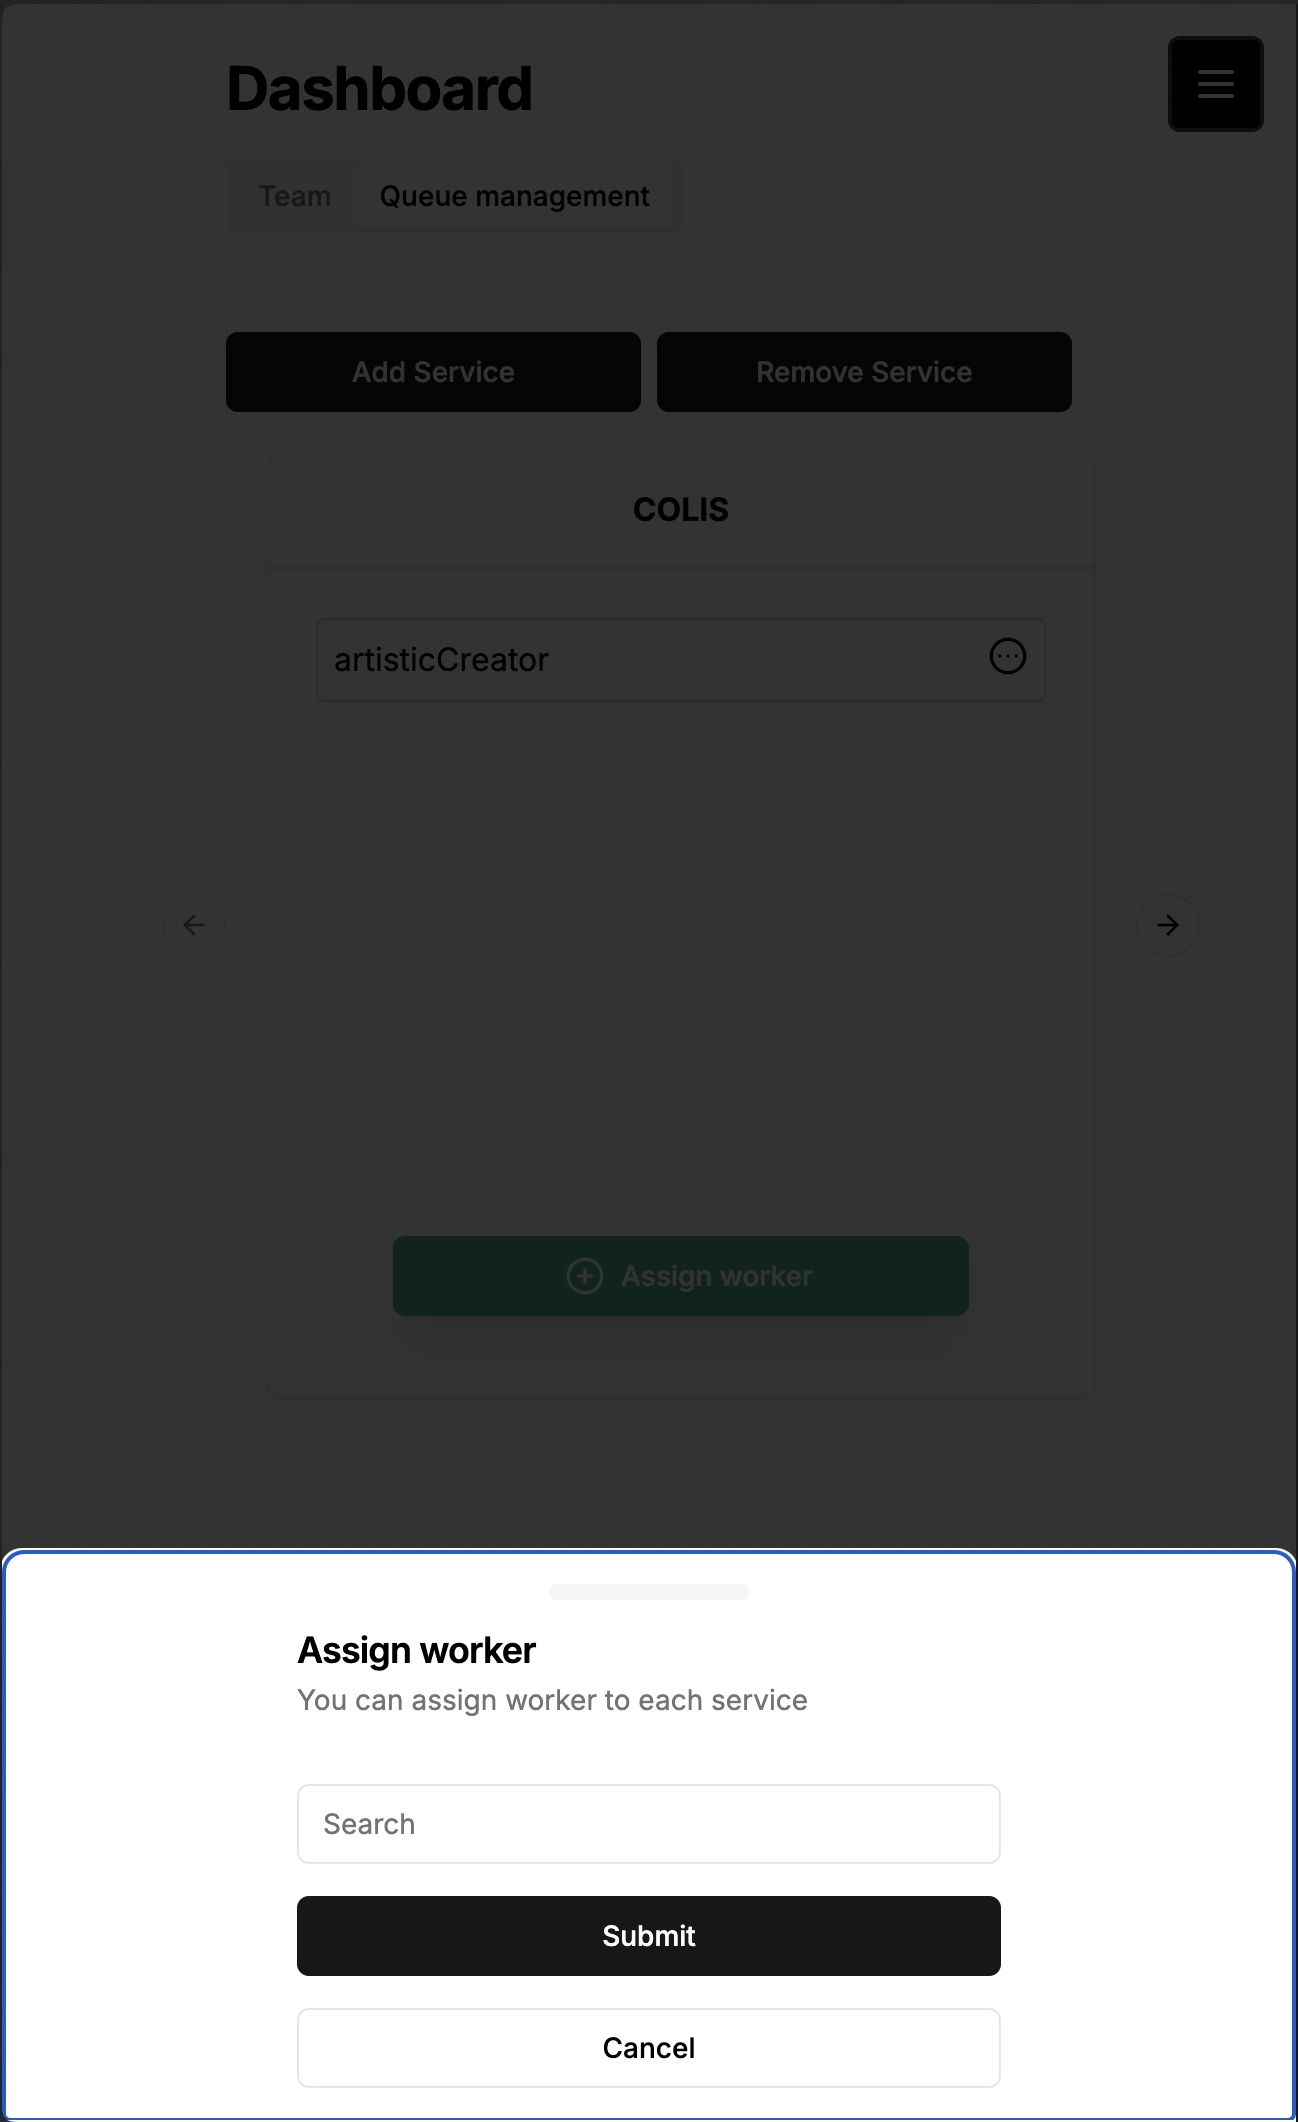 Dashboard
Team
Queue management
Add Service
Remove Service
COLIS
artisticCreator
Assign worker
Assign worker
You can assign worker to each service
Search
Submit
Cancel